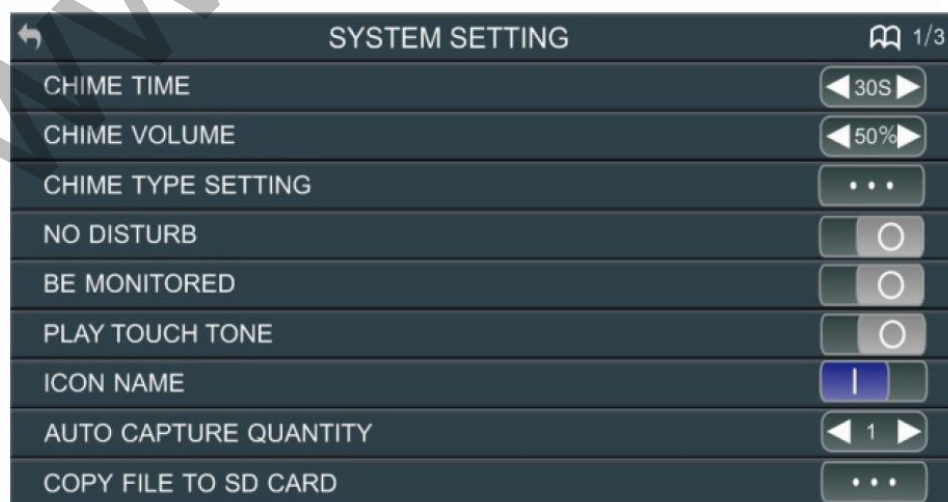 SYSTEM SETTING 1/3
CHIME TIME 30S
CHIME VOLUME 50%
CHIME TYPE SETTING
NO DISTURB
BE MONITORED
PLAY TOUCH TONE
ICON NAME
AUTO CAPTURE QUANTITY 1
COPY FILE TO SD CARD